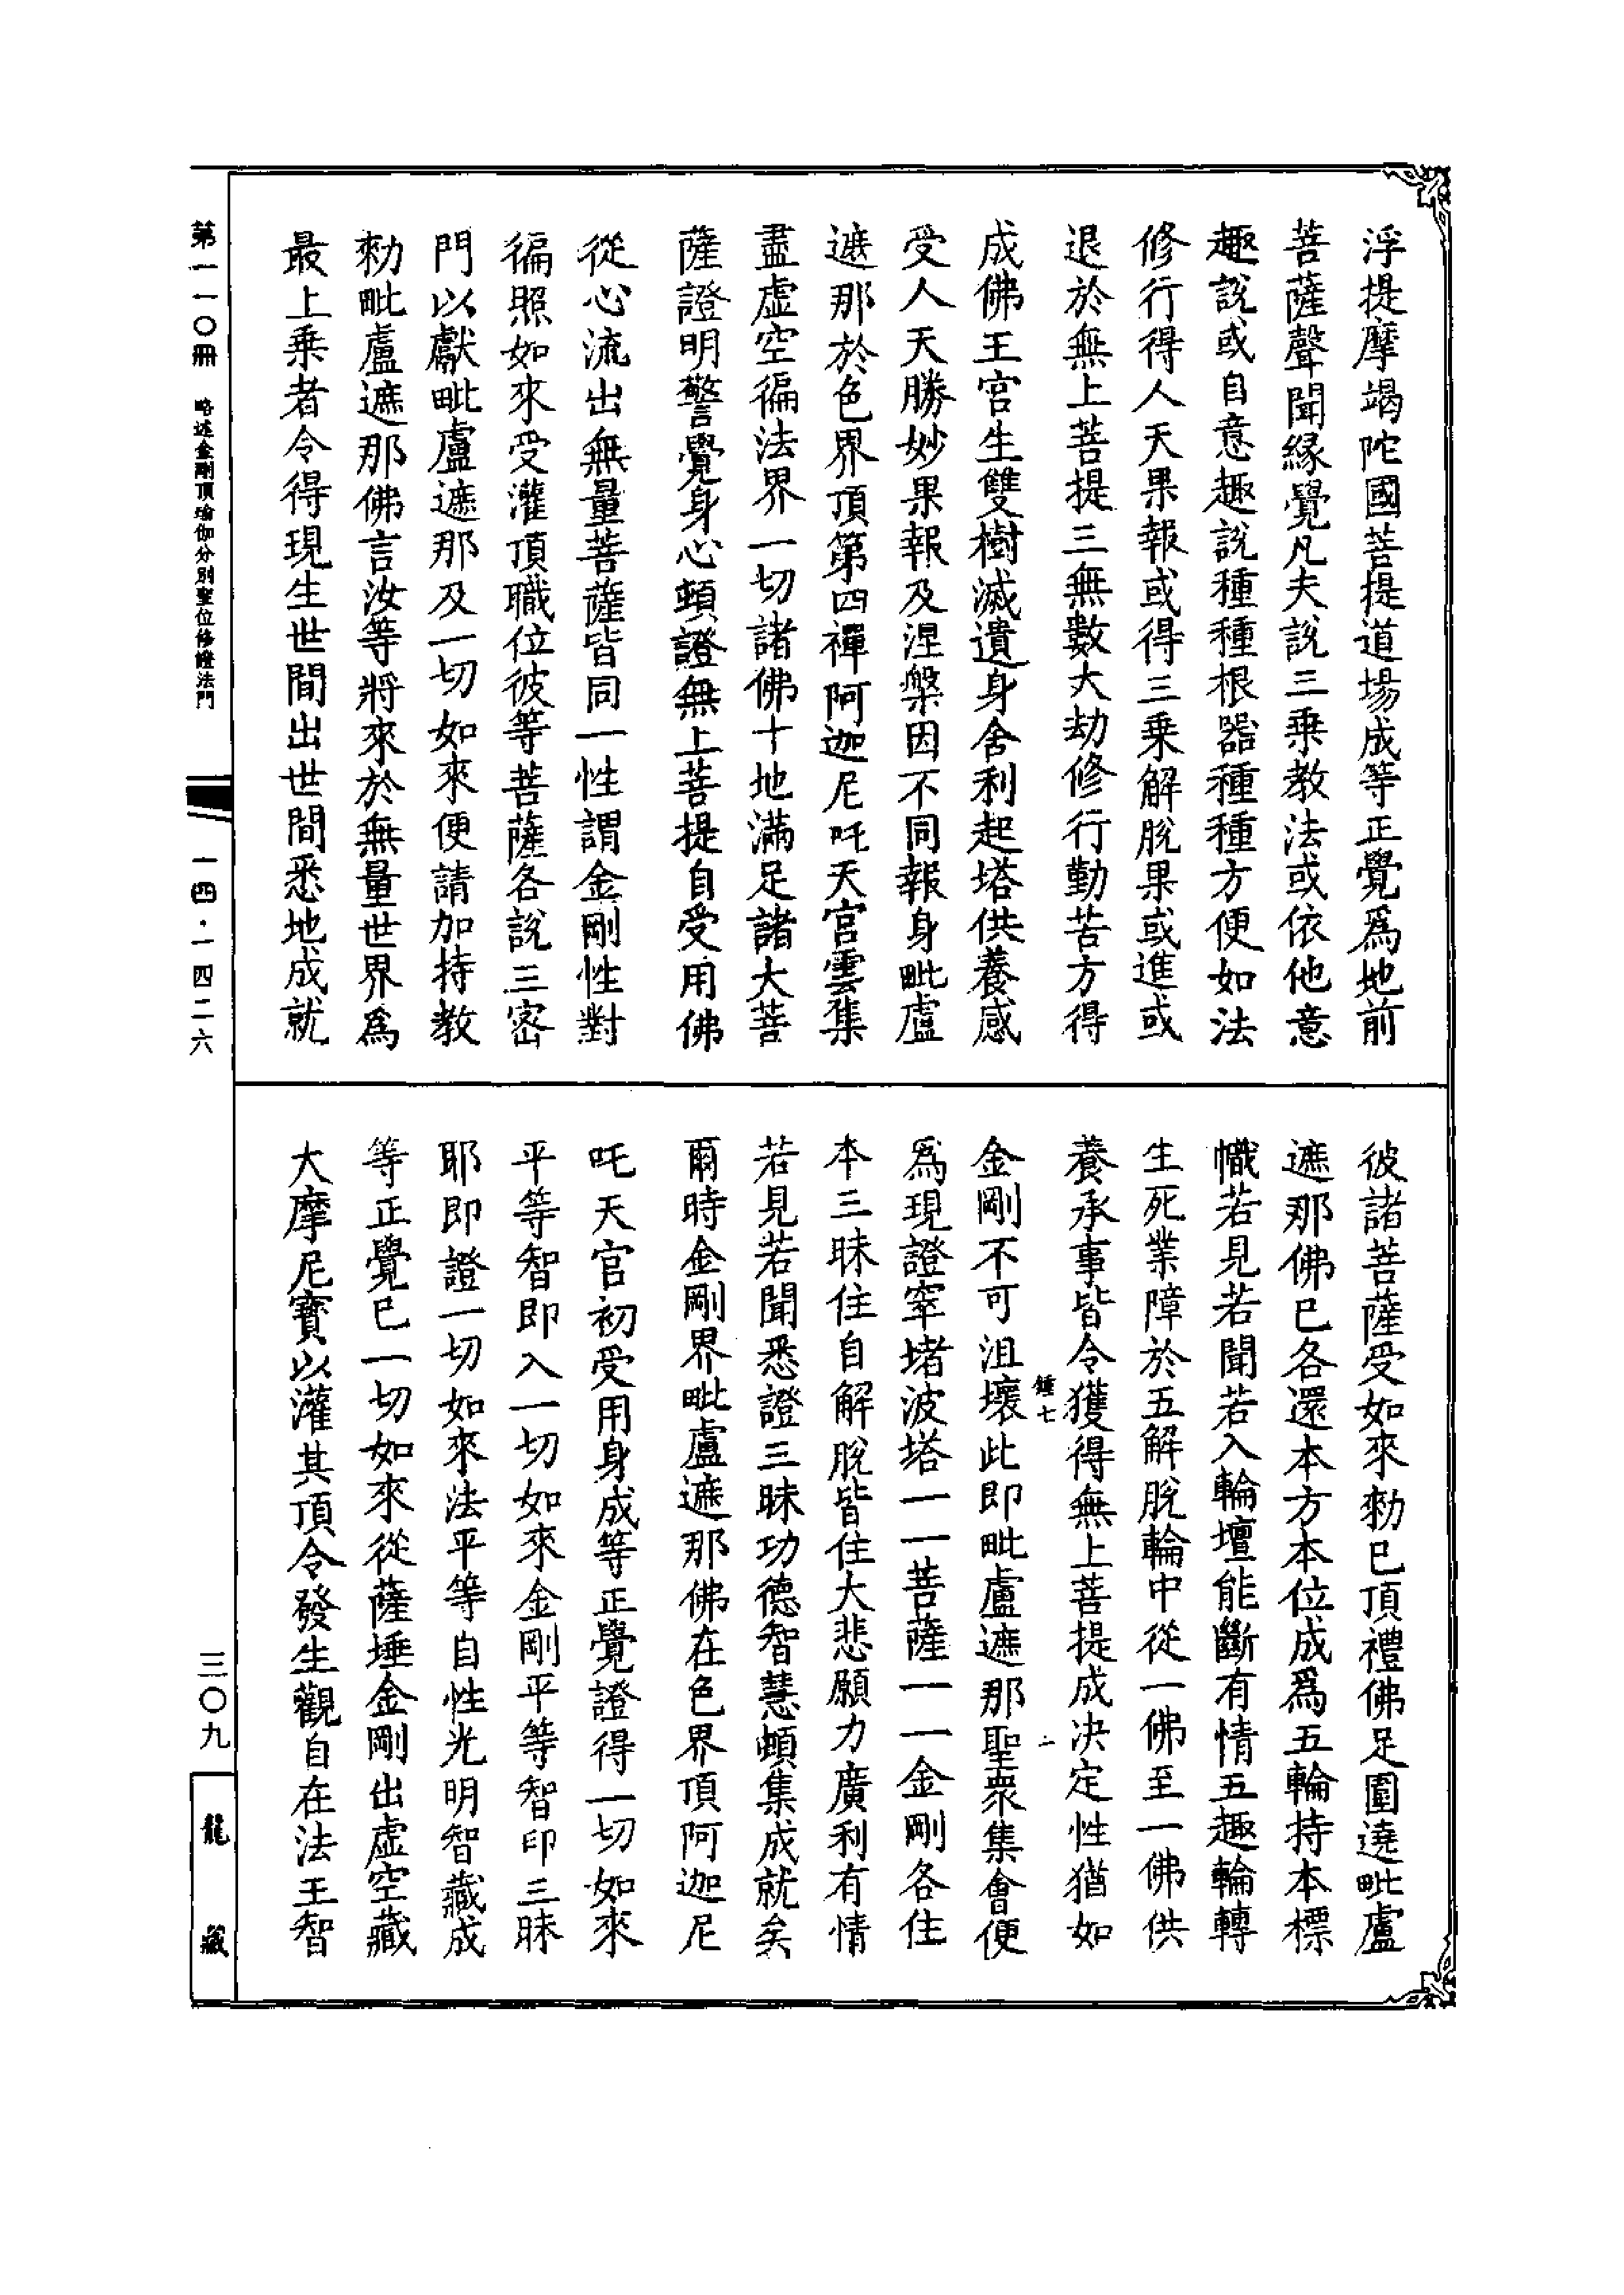 浮提摩竭陀國菩提道場成等正覺爲地前
菩薩聲聞緣覺凡夫說三乘教法或依他意
趣說或自意趣說種種根器種種方便如法
修行得人天果報或得三乘解脫果或進或
退於無上菩提三無數大劫修行勤苦方得
成佛王宮生雙樹滅遺身舍利起塔供養感
受人天勝妙果報及涅槃因不同報身毗盧
遮那於色界頂第四禪阿迦尼吒天宮雲集
盡虛空徧法界一切諸佛十地滿足諸大菩
薩證明警覺身心頓證無上菩提自受用佛
從心流出無量菩薩皆同一性謂金剛性對
徧照如來受灌頂職位彼等菩薩各說三密
門以獻毗盧遮那及一切如來便請加持教
勑毗盧遮那佛言汝等將來於無量世界爲
最上乘者令得現生世間出世間悉地成就
彼諸菩薩受如來勑已頂禮佛足圍遶毗盧
遮那佛已各還本方本位成爲五輪持本標
幟若見若聞若入輪壇能斷有情五趣輪轉
生死業障於五解脫輪中從一佛至一佛供
養承事皆令獲得無上菩提成決定性猶如
鍾七 二
金剛不可沮壞此即毗盧遮那聖衆集會便
爲現證窣堵波塔一一菩薩一一金剛各住
本三昧住自解脫皆住大悲願力廣利有情
若見若聞悉證三昧功德智慧頓集成就矣
爾時金剛界毗盧遮那佛在色界頂阿迦尼
吒天宮初受用身成等正覺證得一切如來
平等智即入一切如來金剛平等智印三昧
耶即證一切如來法平等自性光明智藏成
等正覺已一切如來從薩埵金剛出虛空藏
大摩尼寶以灌其頂令發生觀自在法王智
第一一〇冊 略述金剛頂瑜伽分別聖位修證法門
一四·一四二六
三〇九
龍藏